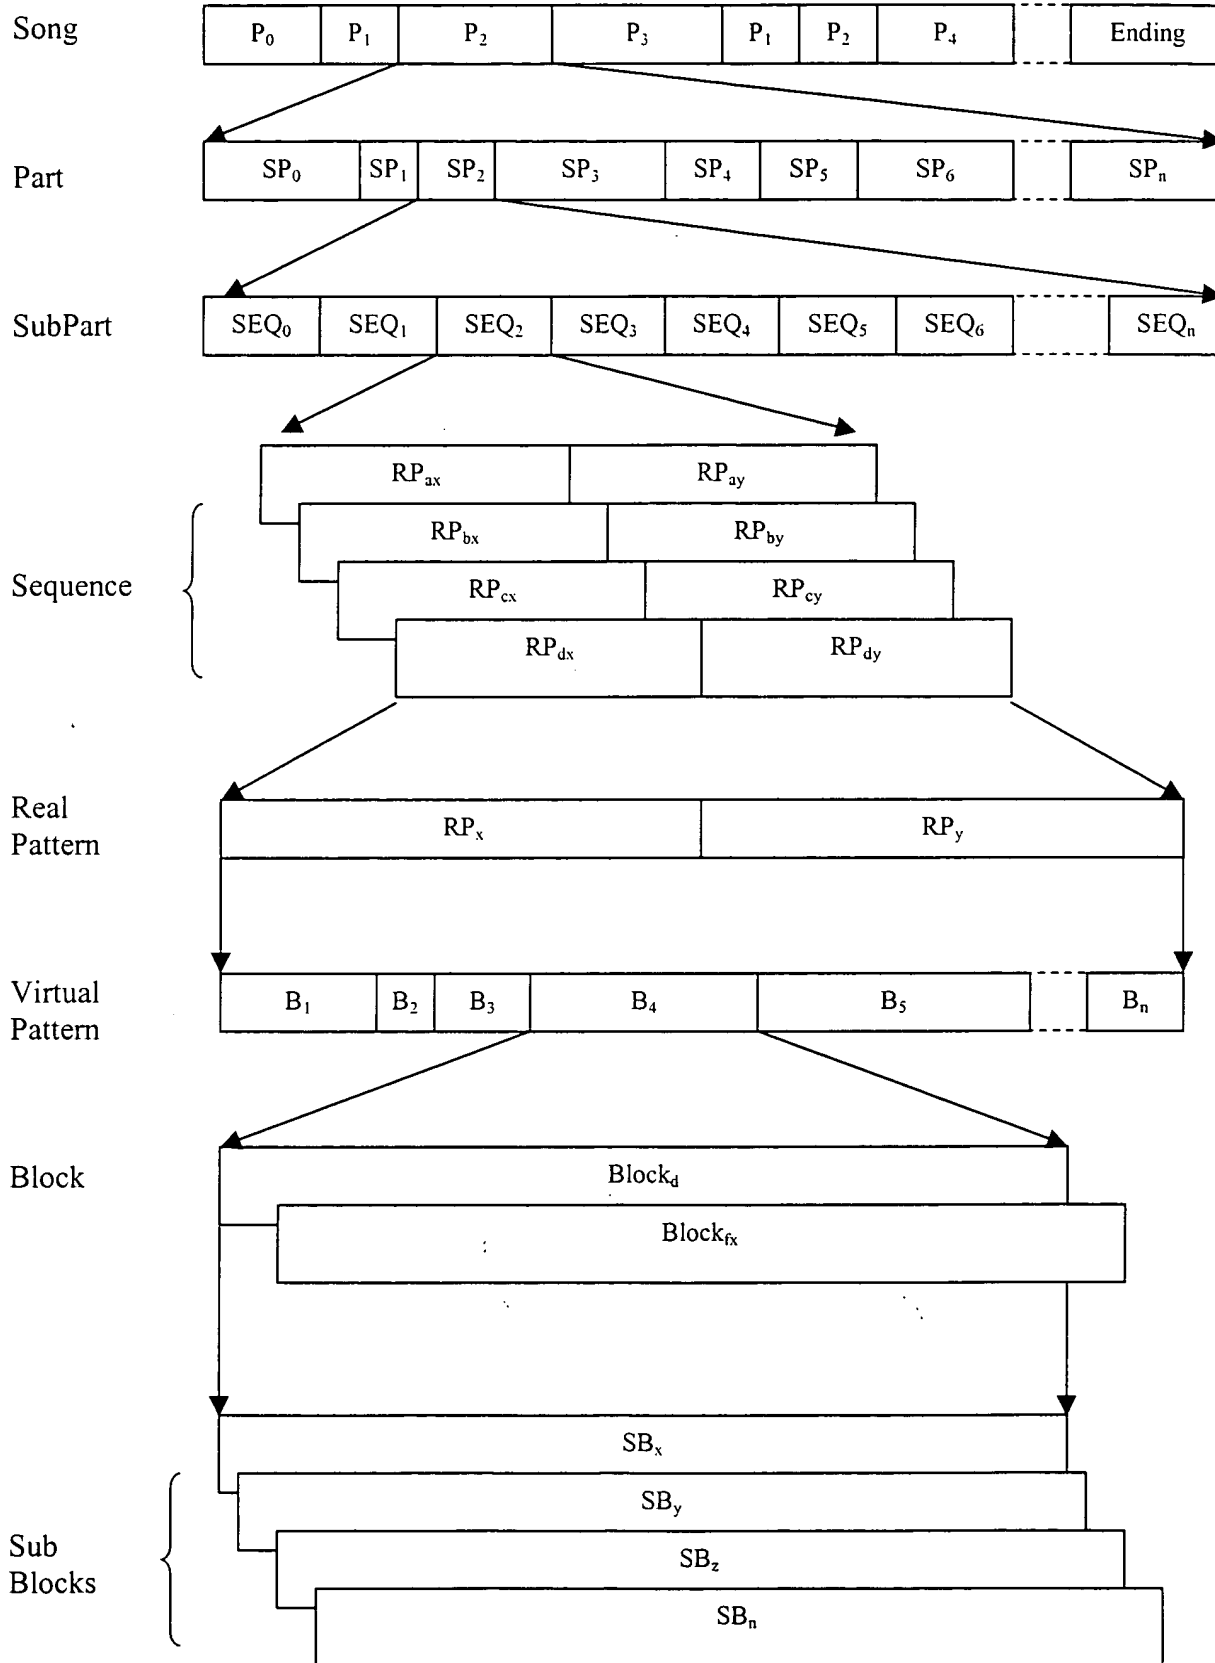 Song P₀ P₁ P₂ P₃ P₁ P₂ P₄ Ending
Part SP₀ SP₁ SP₂ SP₃ SP₄ SP₅ SP₆ SPₙ
SubPart SEQ₀ SEQ₁ SEQ₂ SEQ₃ SEQ₄ SEQ₅ SEQ₆ SEQₙ
RPax RPay
RPbx RPby
Sequence
RPcx RPcy
RPdx RPdy
Real
Pattern
RPx RPy
Virtual
Pattern
B₁ B₂ B₃ B₄ B₅ Bₙ
Block
Blockd
Blockfx
SBx
SBy
Sub
Blocks
SBz
SBn